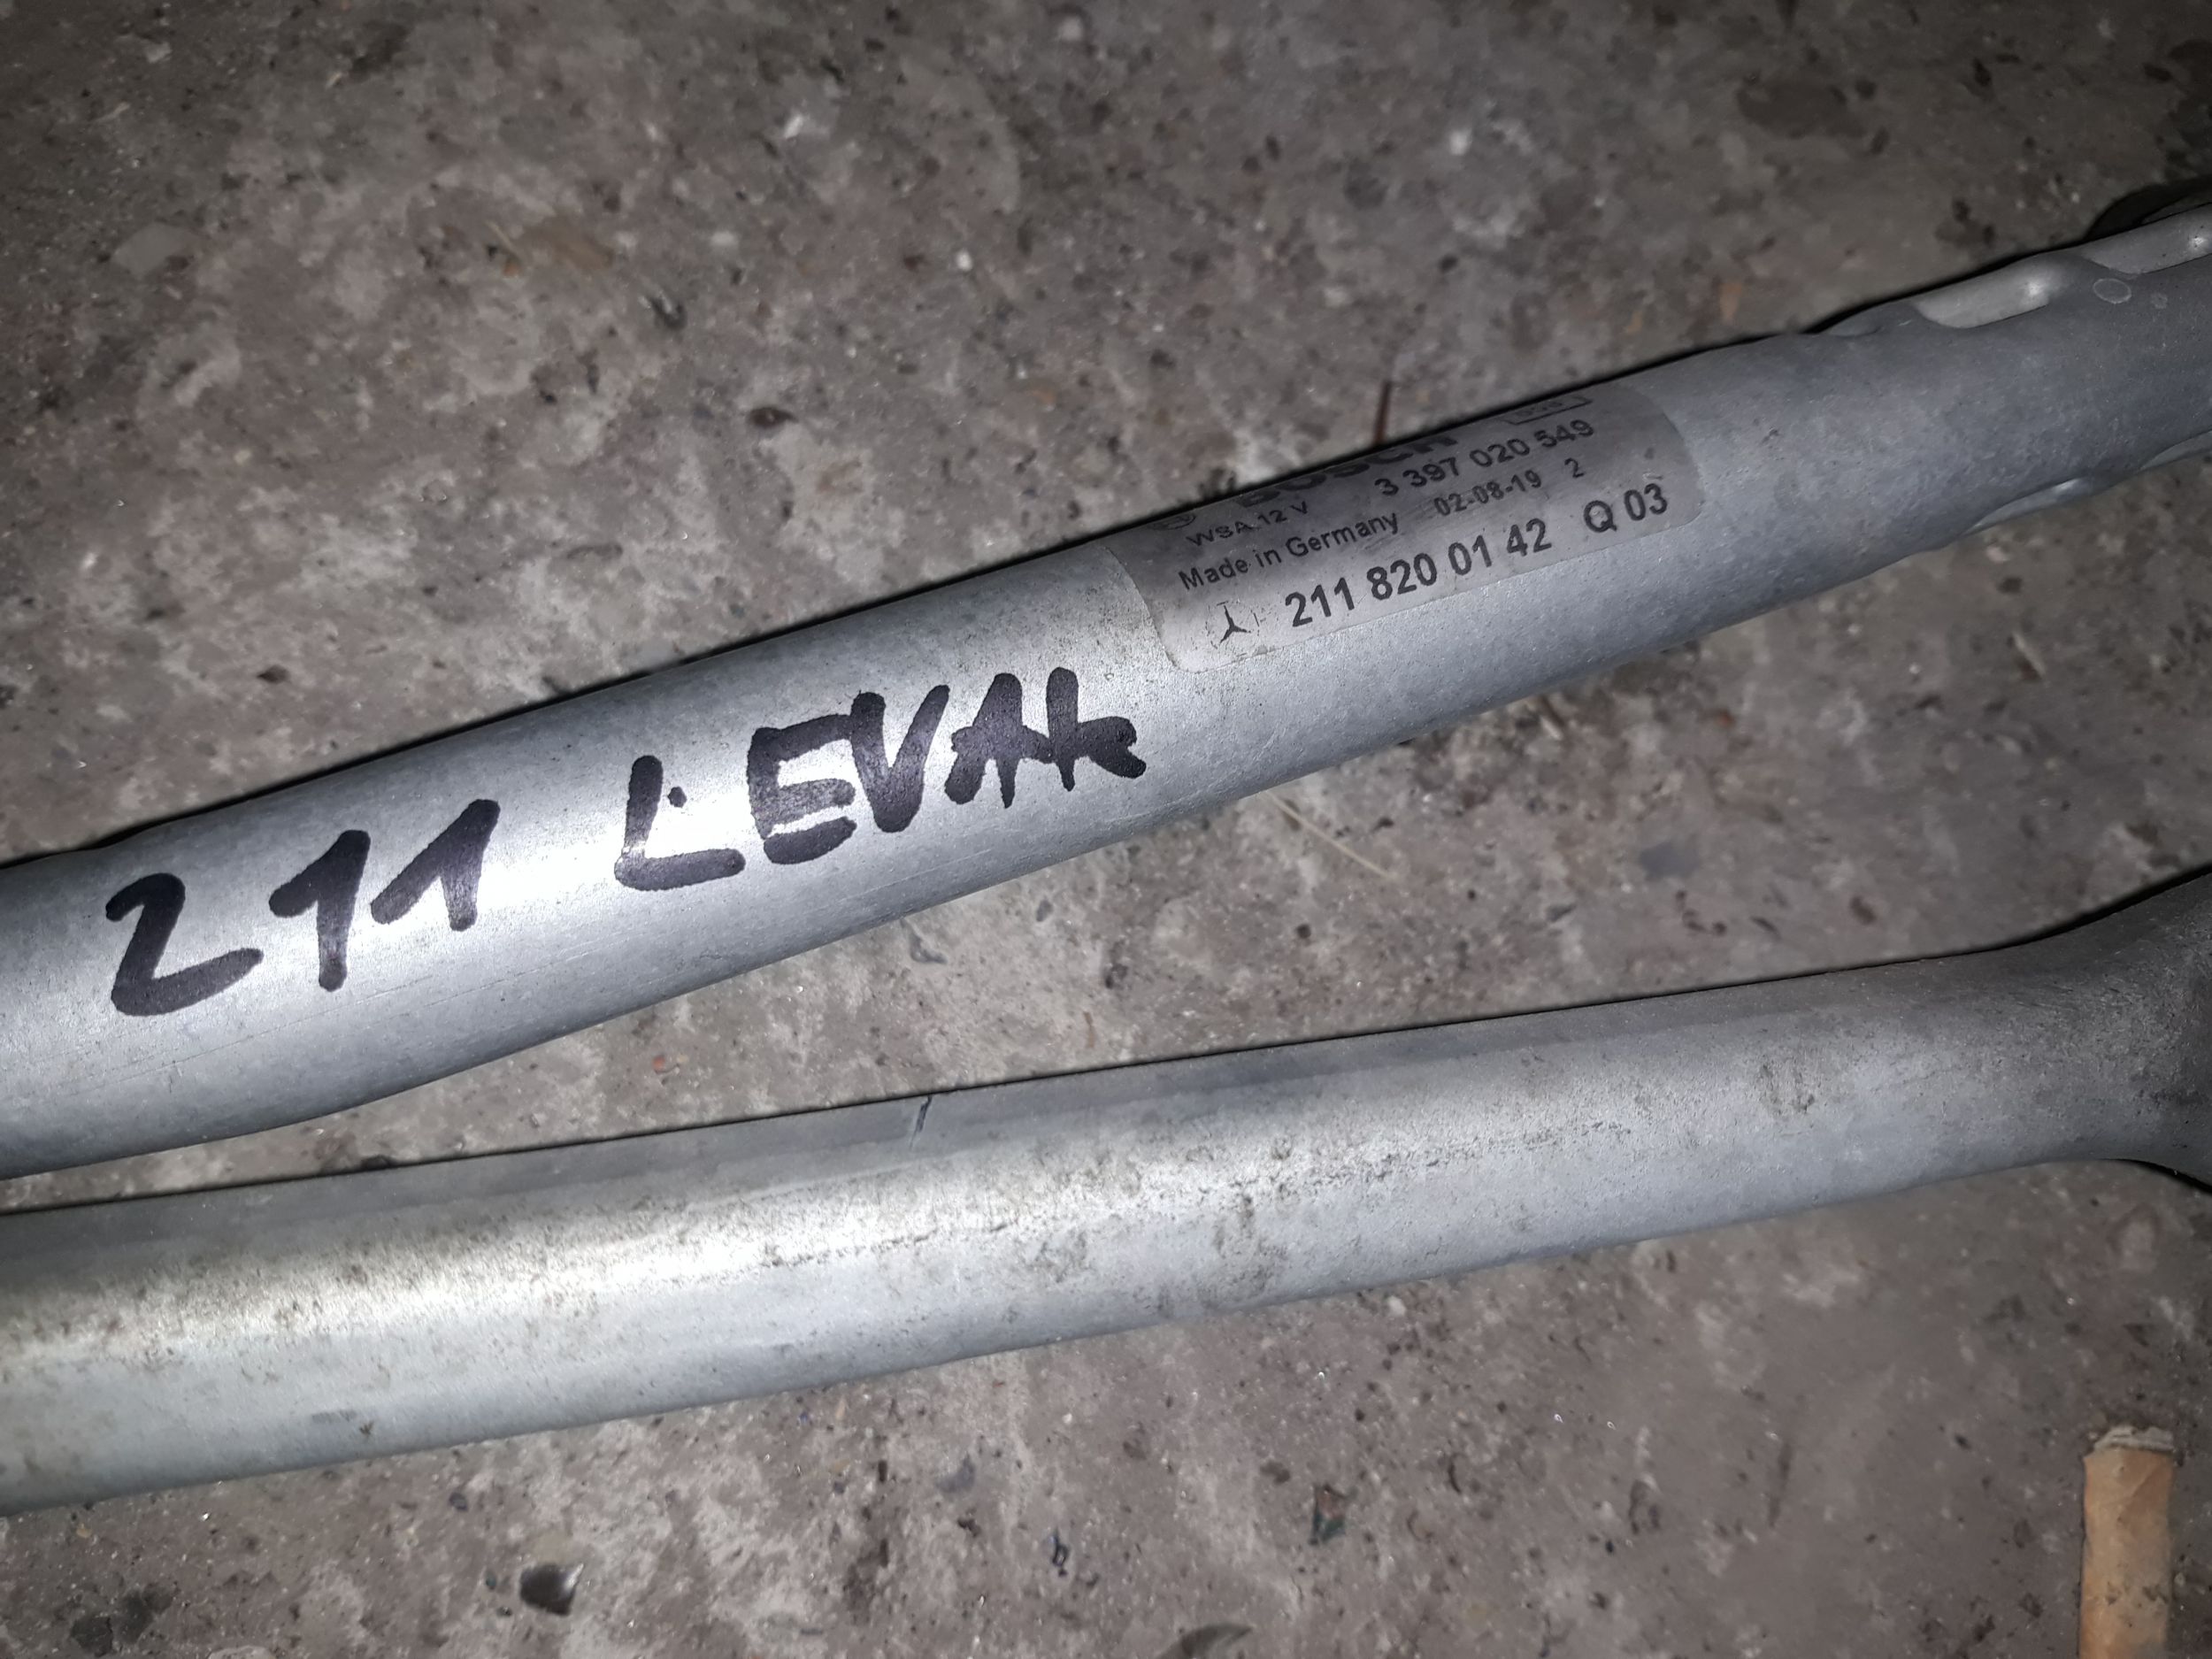 BOSCH
WSA 12 V 3 397 020 549
Made in Germany 02-08-19 2
211 820 01 42 Q 03
211 LEVAK